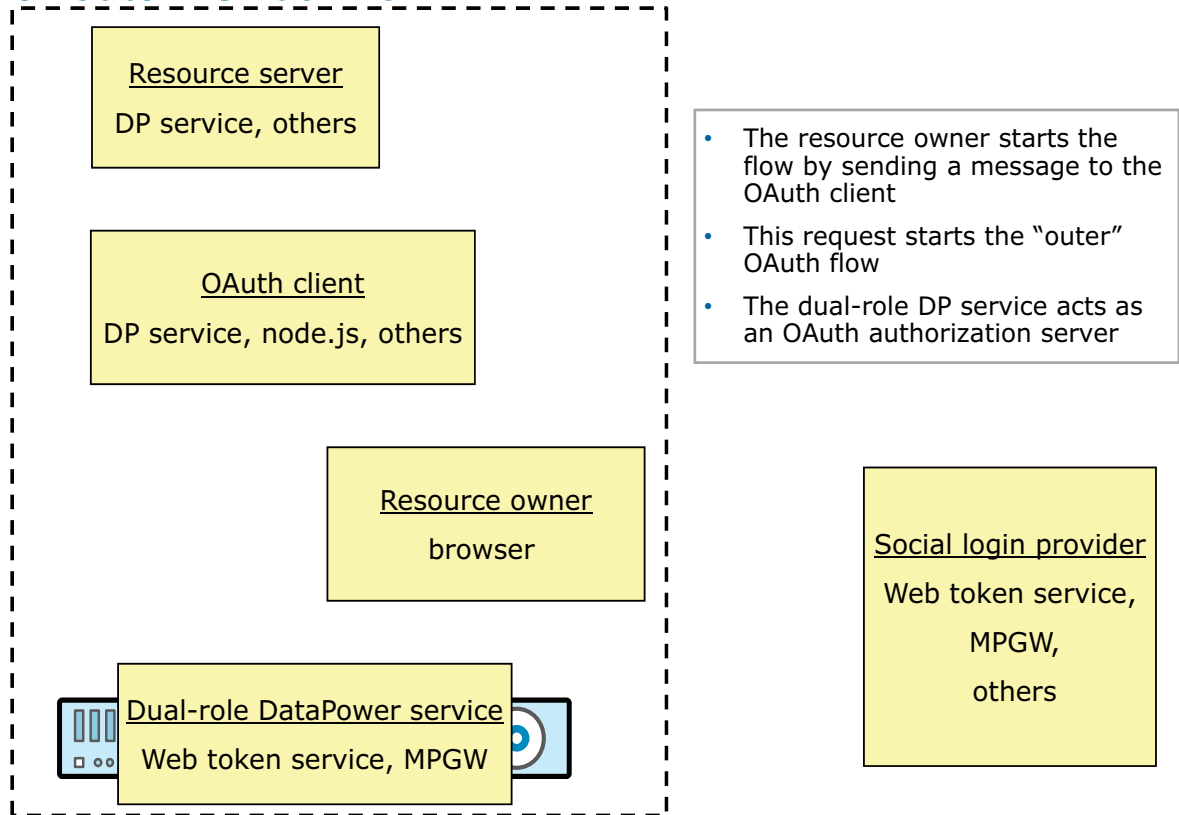 Resource server
DP service, others
• The resource owner starts the
flow by sending a message to the
OAuth client
• This request starts the “outer”
OAuth flow
• The dual-role DP service acts as
an OAuth authorization server
OAuth client
DP service, node.js, others
Resource owner
browser
Social login provider
Web token service,
MPGW,
others
Dual-role DataPower service
Web token service, MPGW